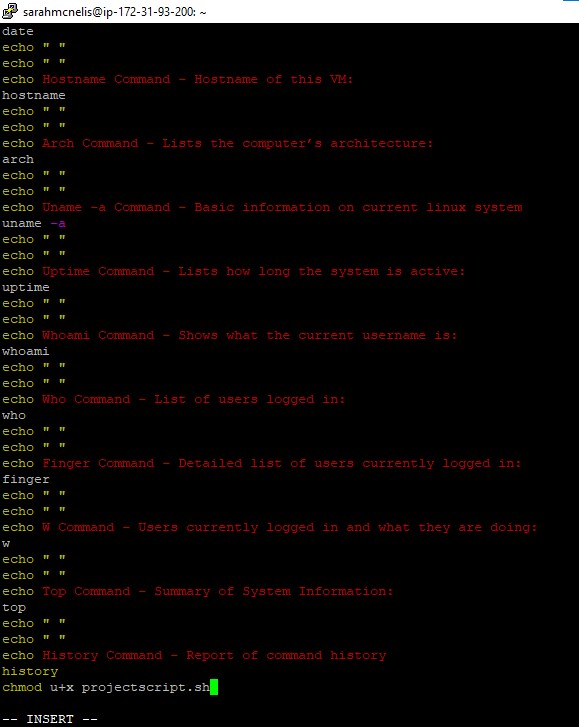 sarahmcnelis@ip-172-31-93-200: ~
date
echo " "
echo " "
echo Hostname Command - Hostname of this VM:
hostname
echo " "
echo " "
echo Arch Command - Lists the computer’s architecture:
arch
echo " "
echo " "
echo Uname -a Command - Basic information on current linux system
uname -a
echo " "
echo " "
echo Uptime Command - Lists how long the system is active:
uptime
echo " "
echo " "
echo Whoami Command - Shows what the current username is:
whoami
echo " "
echo " "
echo Who Command - List of users logged in:
who
echo " "
echo " "
echo Finger Command - Detailed list of users currently logged in:
finger
echo " "
echo " "
echo W Command - Users currently logged in and what they are doing:
w
echo " "
echo " "
echo Top Command - Summary of System Information:
top
echo " "
echo " "
echo History Command - Report of command history
history
chmod u+x projectscript.sh
-- INSERT --